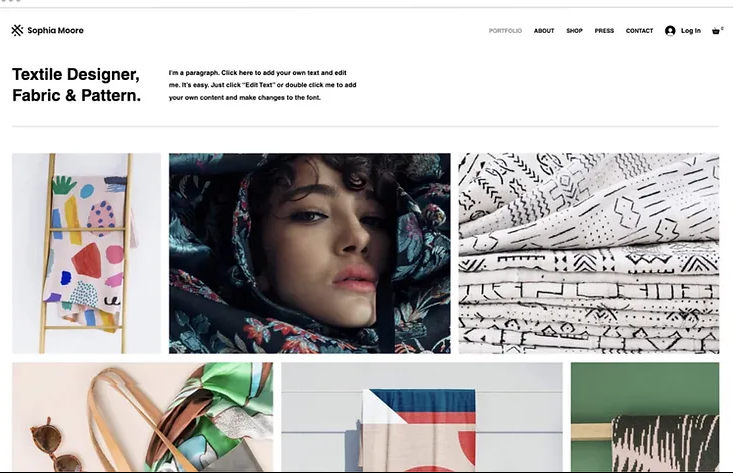 Sophia Moore
PORTFOLIO ABOUT SHOP PRESS CONTACT Log In 0
Textile Designer,
Fabric & Pattern.
I'm a paragraph. Click here to add your own text and edit
me. It's easy. Just click "Edit Text" or double click me to add
your own content and make changes to the font.